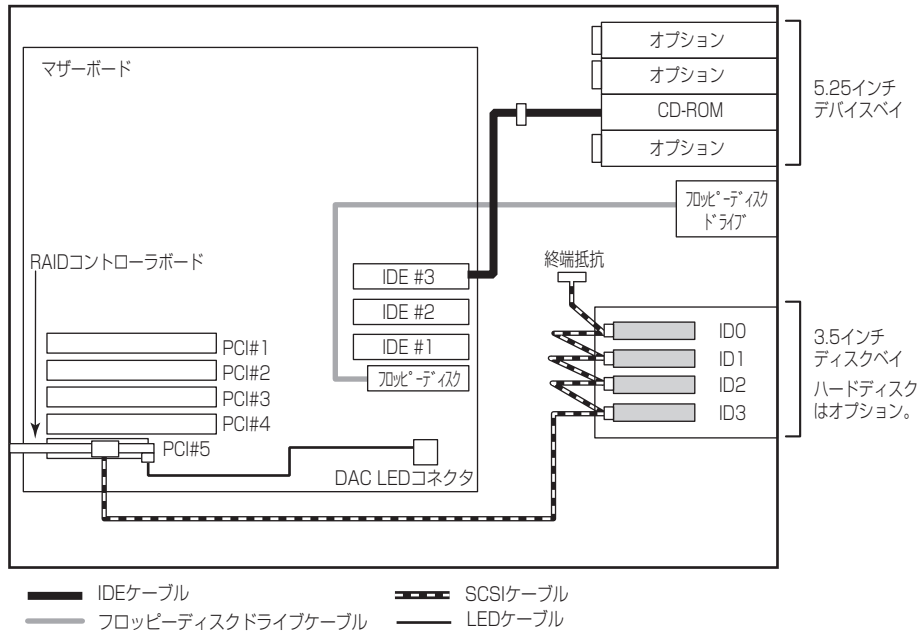 マザーボード
オプション
オプション
CD-ROM
オプション
5.25インチ
デバイスベイ
フロッピーディスク
ドライブ
RAIDコントローラボード
IDE #3
IDE #2
IDE #1
フロッピーディスク
終端抵抗
ID0
ID1
ID2
ID3
3.5インチ
ディスクベイ
ハードディスク
はオプション。
PCI#1
PCI#2
PCI#3
PCI#4
PCI#5
DAC LEDコネクタ
IDEケーブル
SCSIケーブル
フロッピーディスクドライブケーブル
LEDケーブル